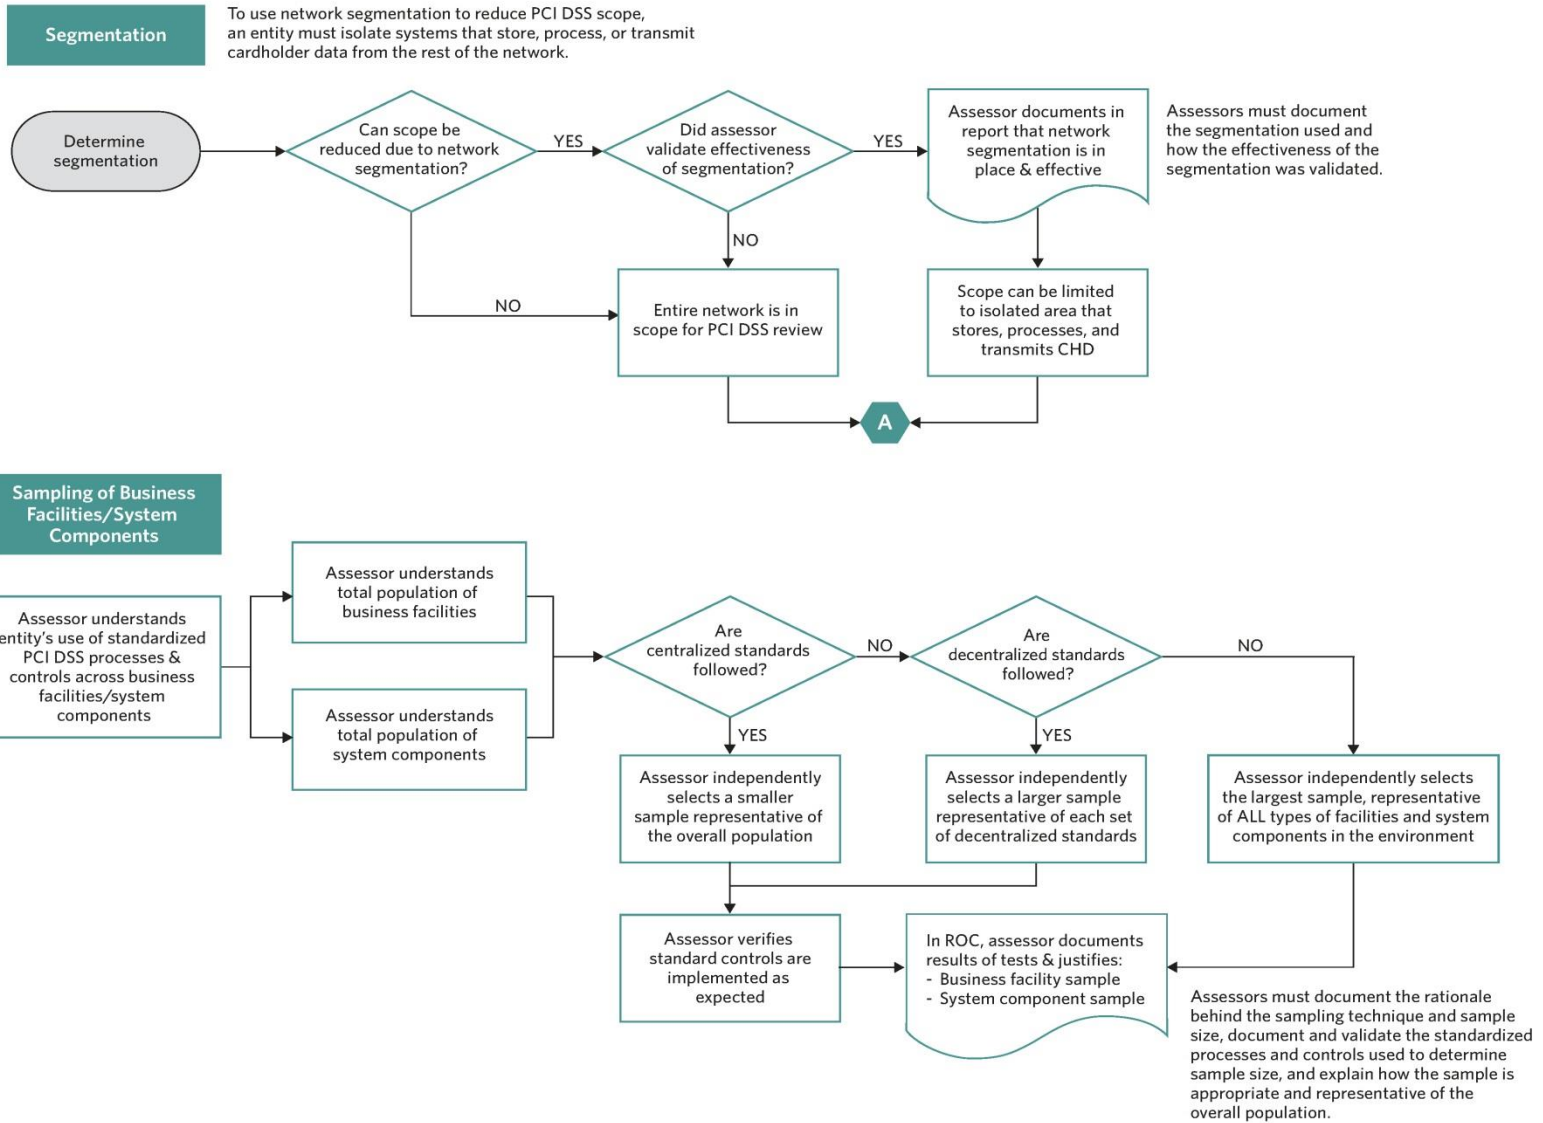 Segmentation
To use network segmentation to reduce PCI DSS scope,
an entity must isolate systems that store, process, or transmit
cardholder data from the rest of the network.
Determine
segmentation
Can scope be
reduced due to network
segmentation?
YES
Did assessor
validate effectiveness
of segmentation?
YES
Assessor documents in
report that network
segmentation is in
place & effective
Assessors must document
the segmentation used and
how the effectiveness of the
segmentation was validated.
NO
NO
Entire network is in
scope for PCI DSS review
Scope can be limited
to isolated area that
stores, processes, and
transmits CHD
A
Sampling of Business
Facilities/System
Components
Assessor understands
entity's use of standardized
PCI DSS processes &
controls across business
facilities/system
components
Assessor understands
total population of
business facilities
Assessor understands
total population of
system components
Are
centralized standards
followed?
NO
Are
decentralized standards
followed?
NO
YES
YES
Assessor independently
selects a smaller
sample representative of
the overall population
Assessor independently
selects a larger sample
representative of each set
of decentralized standards
Assessor independently selects
the largest sample, representative
of ALL types of facilities and system
components in the environment
Assessor verifies
standard controls are
implemented as
expected
In ROC, assessor documents
results of tests & justifies:
- Business facility sample
- System component sample
Assessors must document the rationale
behind the sampling technique and sample
size, document and validate the standardized
processes and controls used to determine
sample size, and explain how the sample is
appropriate and representative of the
overall population.